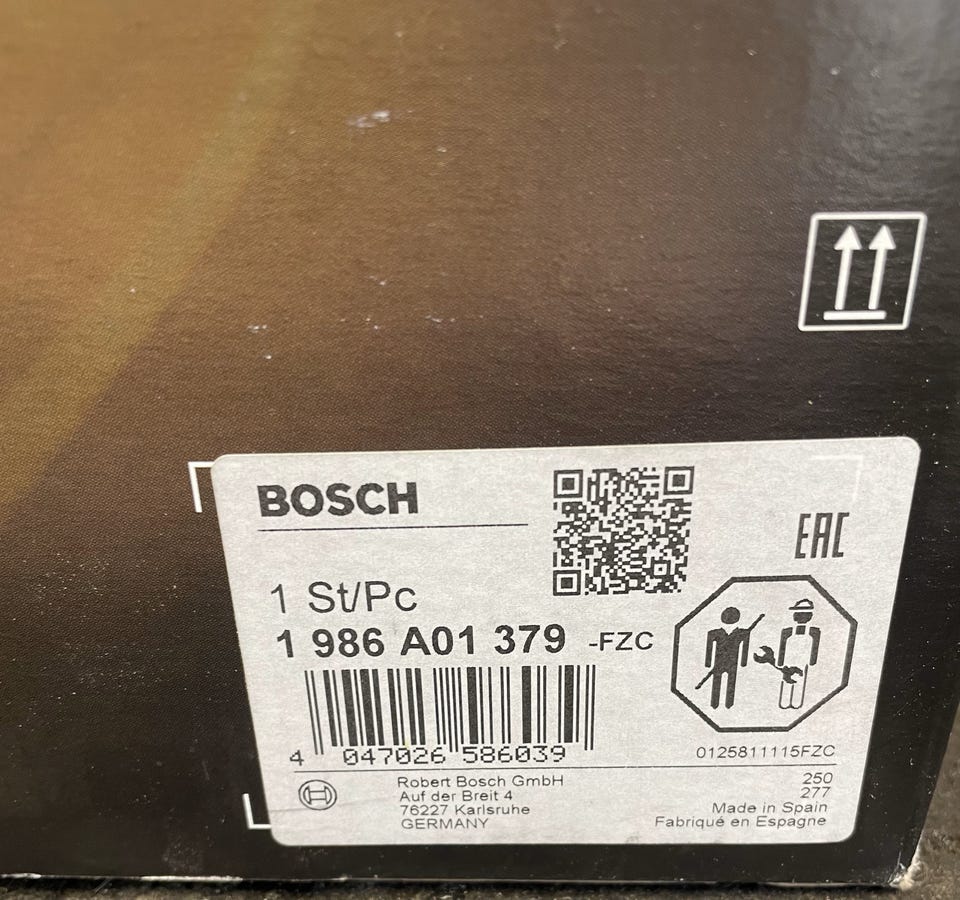 BOSCH
EAC
1 St/Pc
1 986 A01 379 -FZC
4 047026 586039
0125811115FZC
Robert Bosch GmbH
Auf der Breit 4
76227 Karlsruhe
GERMANY
250
277
Made in Spain
Fabriqué en Espagne